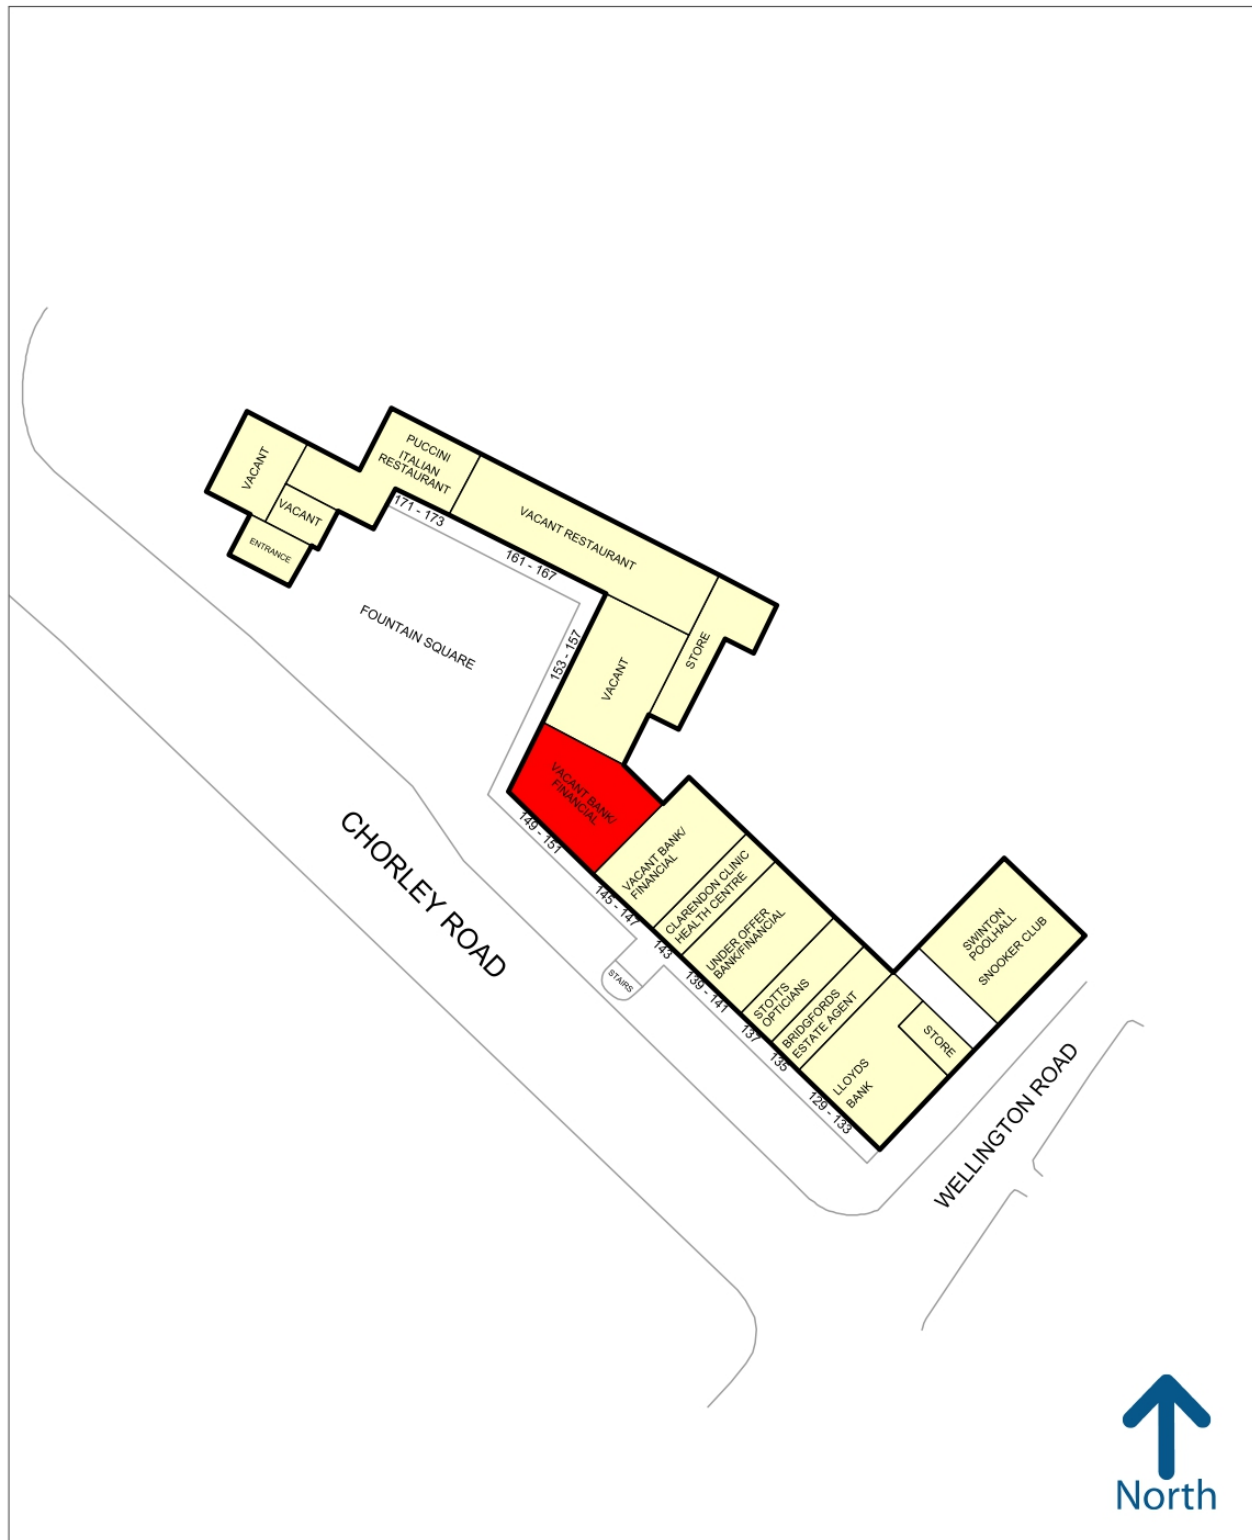 VACANT
PUCCINI
ITALIAN
RESTAURANT
VACANT
ENTRANCE
171 - 173
VACANT RESTAURANT
161 - 167
FOUNTAIN SQUARE
153 - 157
VACANT
STORE
VACANT BANK/
FINANCIAL
149 - 151
CHORLEY ROAD
VACANT BANK/
FINANCIAL
145 - 147
CLARENDON CLINIC
HEALTH CENTRE
143
STAIRS
UNDER OFFER
BANK/FINANCIAL
139 - 141
STOTTS
OPTICIANS
137
BRIDGFORDS
ESTATE AGENT
135
LLOYDS
BANK
129 - 133
STORE
SWINTON
POOLHALL
SNOOKER CLUB
WELLINGTON ROAD
North